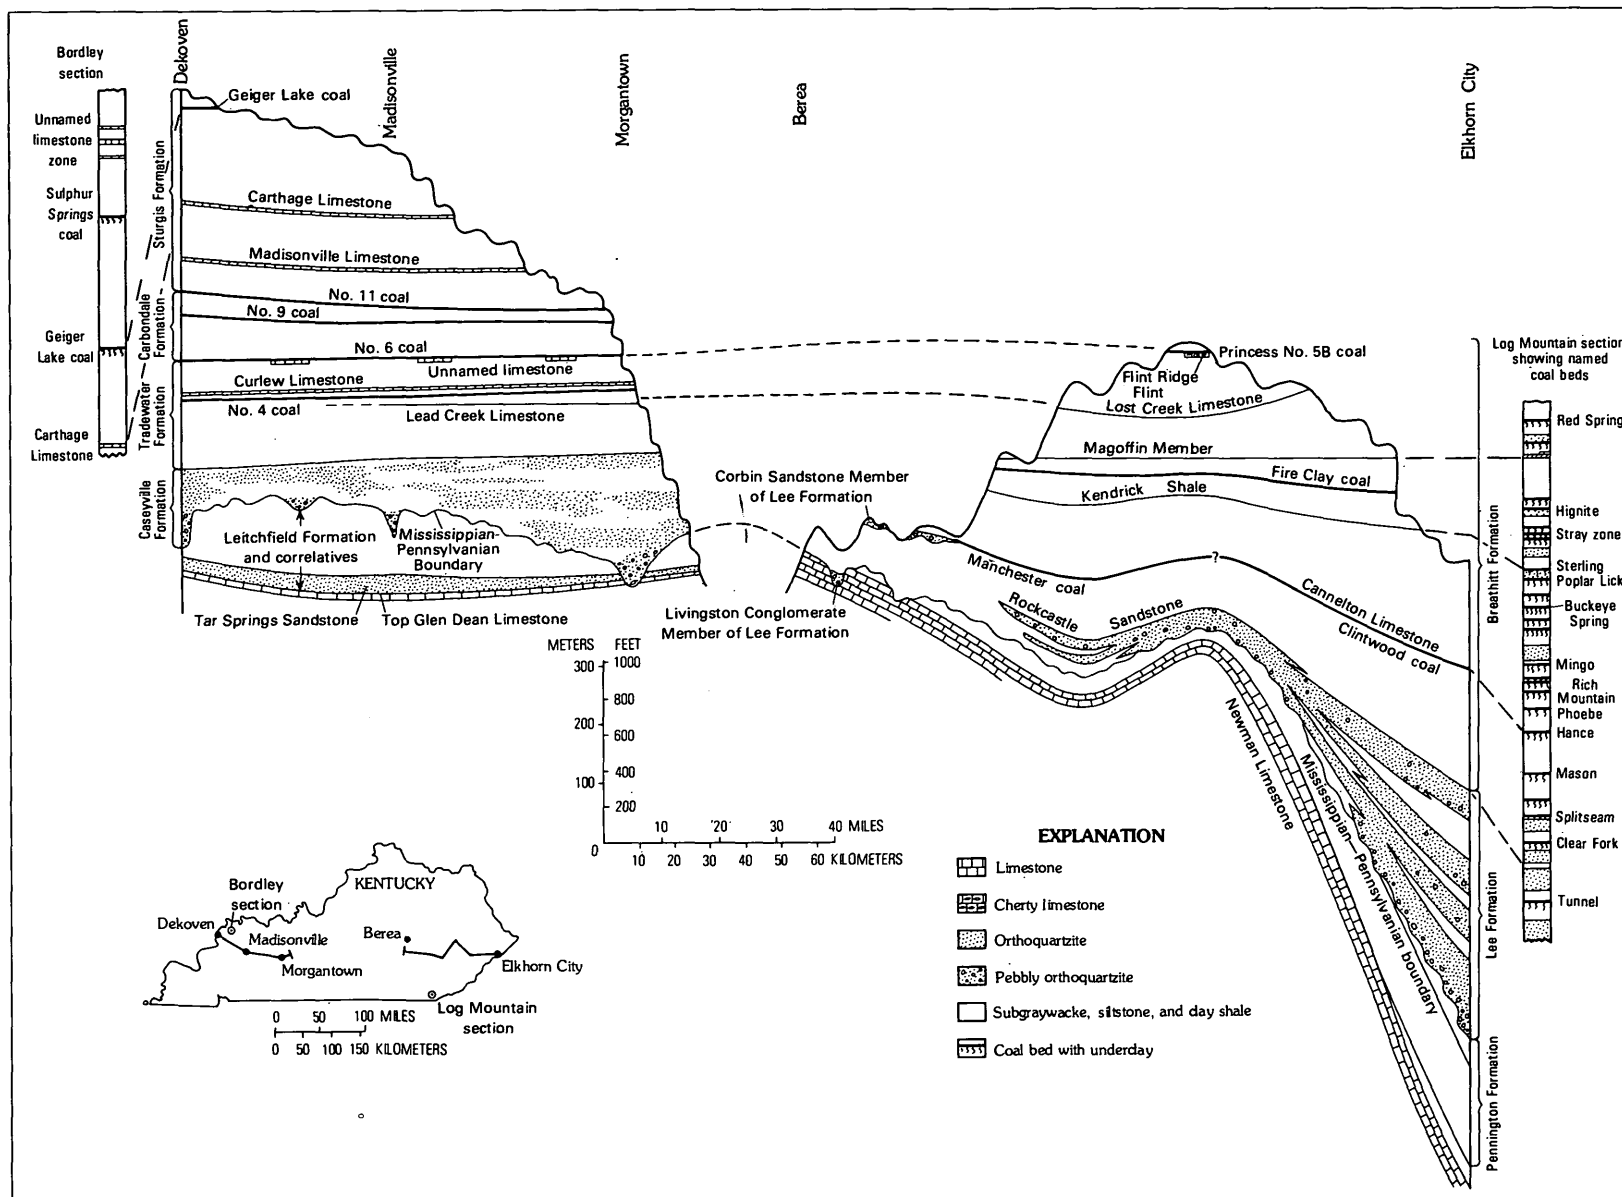 Bordley
section
Unnamed
limestone
zone
Sulphur
Springs
coal
Geiger
Lake coal
Carthage
Limestone
Dekoven
Madisonville
Morgantown
Berea
Elkhorn City
Sturgis Formation
Carbondale
Formation
Tradewater
Formation
Caseyville
Formation
Geiger Lake coal
Carthage Limestone
Madisonville Limestone
No. 11 coal
No. 9 coal
No. 6 coal
Unnamed limestone
Curlew Limestone
No. 4 coal
Lead Creek Limestone
Leitchfield Formation
and correlatives
Mississippian-
Pennsylvanian
Boundary
Tar Springs Sandstone
Top Glen Dean Limestone
Corbin Sandstone Member
of Lee Formation
Livingston Conglomerate
Member of Lee Formation
Princess No. 5B coal
Flint Ridge
Flint
Lost Creek Limestone
Magoffin Member
Fire Clay coal
Kendrick Shale
Manchester coal
?
Cannelton Limestone
Clintwood coal
Rockcastle Sandstone
Newman Limestone
Mississippian—Pennsylvanian boundary
Breathitt Formation
Lee Formation
Pennington Formation
Log Mountain section
showing named
coal beds
Red Spring
Hignite
Stray zone
Sterling
Poplar Lick
Buckeye
Spring
Mingo
Rich
Mountain
Phoebe
Hance
Mason
Splitseam
Clear Fork
Tunnel
METERS FEET
300 1000
800
200 600
400
100
200
0
10 20 30 40 MILES
10 20 30 40 50 60 KILOMETERS
EXPLANATION
Limestone
Cherty limestone
Orthoquartzite
Pebbly orthoquartzite
Subgraywacke, siltstone, and clay shale
Coal bed with underclay
KENTUCKY
Bordley
section
Dekoven
Madisonville
Morgantown
Berea
Elkhorn City
Log Mountain
section
0 50 100 MILES
0 50 100 150 KILOMETERS